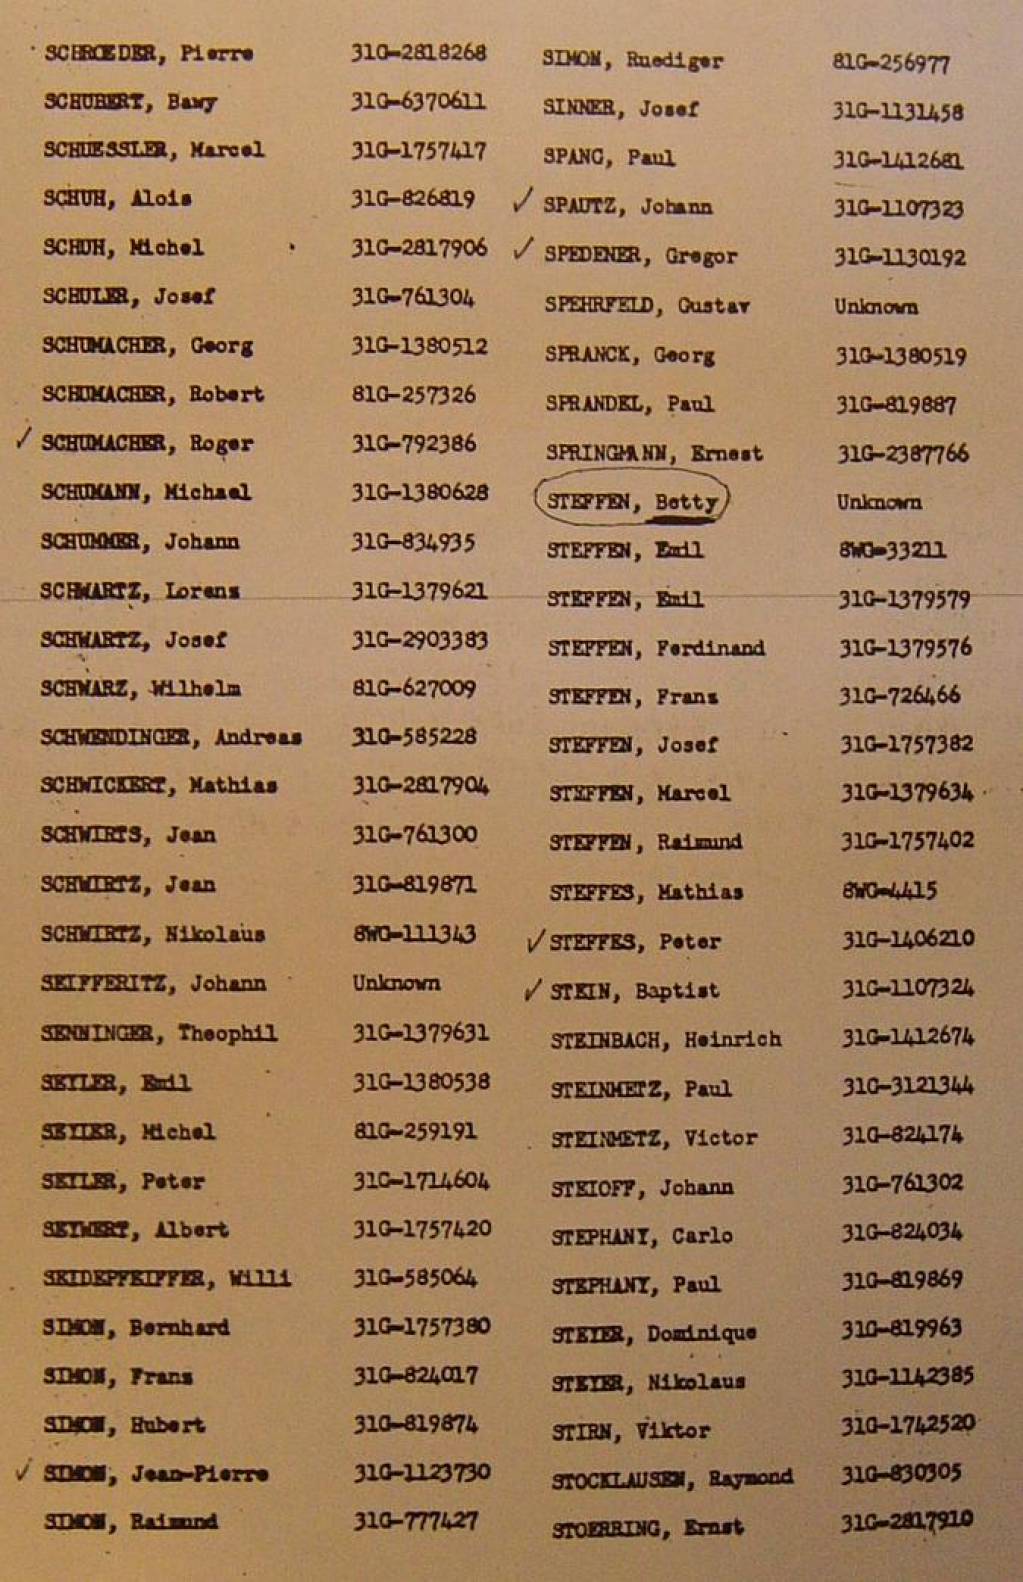 SCHROEDER, Pierre 31G-2818268
SCHUBERT, Bawy 31G-6370611
SCHUESSLER, Marcel 31G-1757417
SCHUH, Alois 31G-826819
SCHUH, Michel 31G-2817906
SCHULER, Josef 31G-761304
SCHUMACHER, Georg 31G-1380512
SCHUMACHER, Robert 81G-257326
✓ SCHUMACHER, Roger 31G-792386
SCHUMANN, Michael 31G-1380628
SCHUMMER, Johann 31G-834935
SCHWARTZ, Lorens 31G-1379621
SCHWARTZ, Josef 31G-2903383
SCHWARZ, Wilhelm 81G-627009
SCHWENDINGER, Andreas 31G-585228
SCHWICKERT, Mathias 31G-2817904
SCHWIRTS, Jean 31G-761300
SCHWIRTZ, Jean 31G-819871
SCHWIRTZ, Nikolaus 8WG-111343
SEIFFERITZ, Johann Unknown
SENNINGER, Theophil 31G-1379631
SEYLER, Emil 31G-1380538
SEYLER, Michel 81G-259191
SEYLER, Peter 31G-1714604
SEYWERT, Albert 31G-1757420
SEIDEPFEIFFER, Willi 31G-585064
SIMON, Bernhard 31G-1757380
SIMON, Frans 31G-824017
SIMON, Hubert 31G-819874
✓ SIMON, Jean-Pierre 31G-1123730
SIMON, Raimund 31G-777427
SIMON, Ruediger 81G-256977
SINNER, Josef 31G-1131458
SPANG, Paul 31G-1412681
✓ SPAUTZ, Johann 31G-1107323
✓ SPEDENER, Gregor 31G-1130192
SPEHRFELD, Gustav Unknown
SPRANCK, Georg 31G-1380519
SPRANDEL, Paul 31G-819887
SPRINGMANN, Ernest 31G-2387766
STEFFEN, Betty Unknown
STEFFEN, Emil 8WG-33211
STEFFEN, Emil 31G-1379579
STEFFEN, Ferdinand 31G-1379576
STEFFEN, Frans 31G-726466
STEFFEN, Josef 31G-1757382
STEFFEN, Marcel 31G-1379634
STEFFEN, Raimund 31G-1757402
STEFFES, Mathias 8WG-4415
✓ STEFFES, Peter 31G-1406210
✓ STEIN, Baptist 31G-1107324
STEINBACH, Heinrich 31G-1412674
STEINMETZ, Paul 31G-3121344
STEINMETZ, Victor 31G-824174
STEIOFF, Johann 31G-761302
STEPHANY, Carlo 31G-824034
STEPHANY, Paul 31G-819869
STEYER, Dominique 31G-819963
STEYER, Nikolaus 31G-1142385
STIRN, Viktor 31G-1742520
STOCKLAUSEN, Raymond 31G-830305
STOERRING, Ernst 31G-2817910